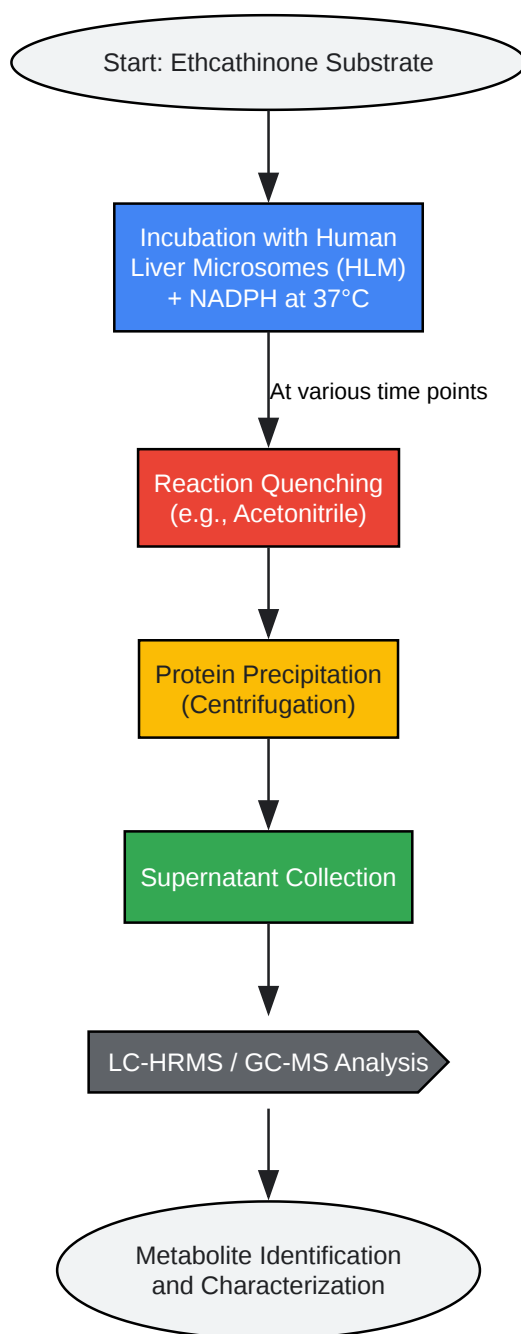 Start: Ethcathinone Substrate
Incubation with Human
Liver Microsomes (HLM)
+ NADPH at 37°C
At various time points
Reaction Quenching
(e.g., Acetonitrile)
Protein Precipitation
(Centrifugation)
Supernatant Collection
LC-HRMS / GC-MS Analysis
Metabolite Identification
and Characterization